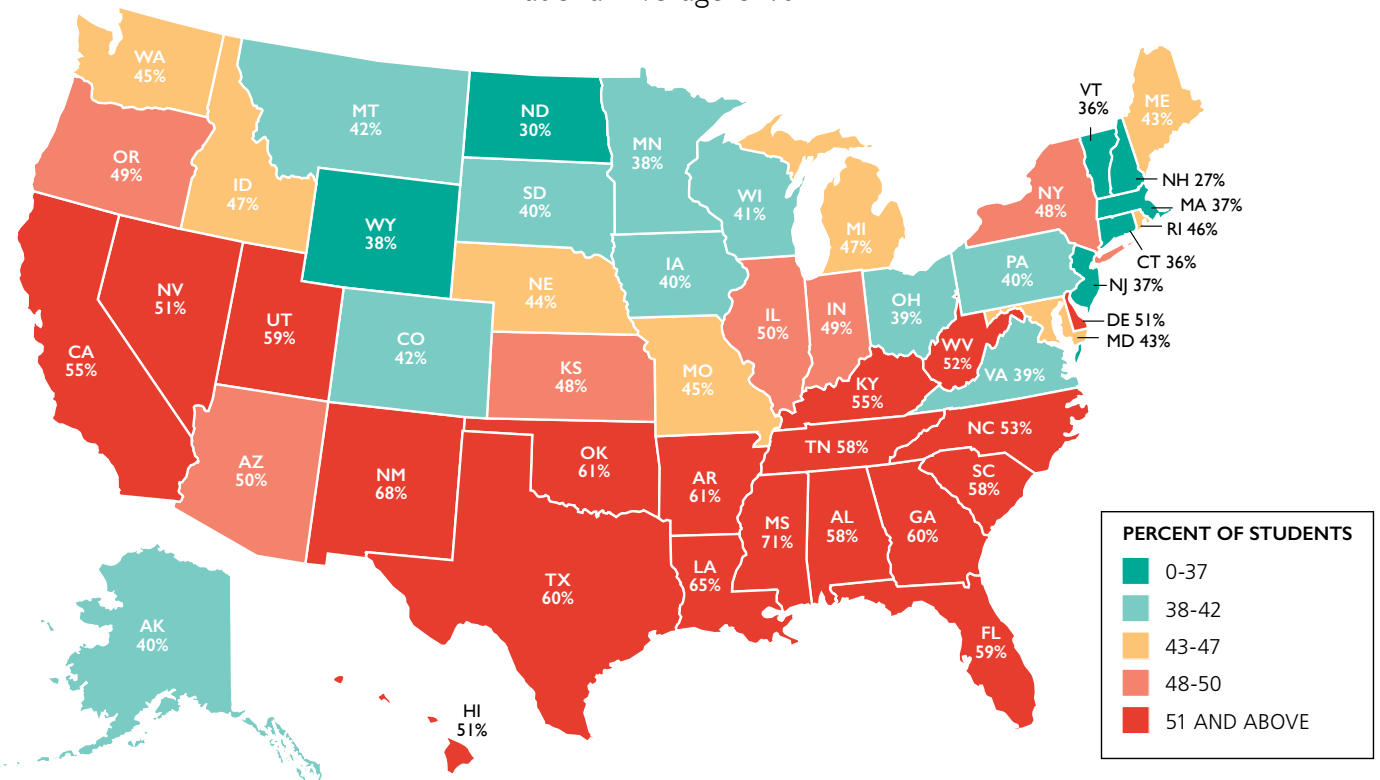 WA
45%
MT
42%
ND
30%
MN
38%
VT
36%
ME
43%
OR
49%
ID
47%
SD
40%
WI
41%
NH 27%
NY
48%
MA 37%
RI 46%
WY
38%
MI
47%
CT 36%
IA
40%
PA
40%
NJ 37%
NE
44%
NV
51%
OH
39%
IL
50%
IN
49%
DE 51%
MD 43%
UT
59%
CO
42%
WV
52%
CA
55%
KS
48%
MO
45%
VA 39%
KY
55%
NC 53%
TN 58%
OK
61%
AZ
50%
NM
68%
AR
61%
SC
58%
MS
71%
AL
58%
GA
60%
LA
65%
TX
60%
AK
40%
FL
59%
HI
51%
PERCENT OF STUDENTS
0-37
38-42
43-47
48-50
51 AND ABOVE